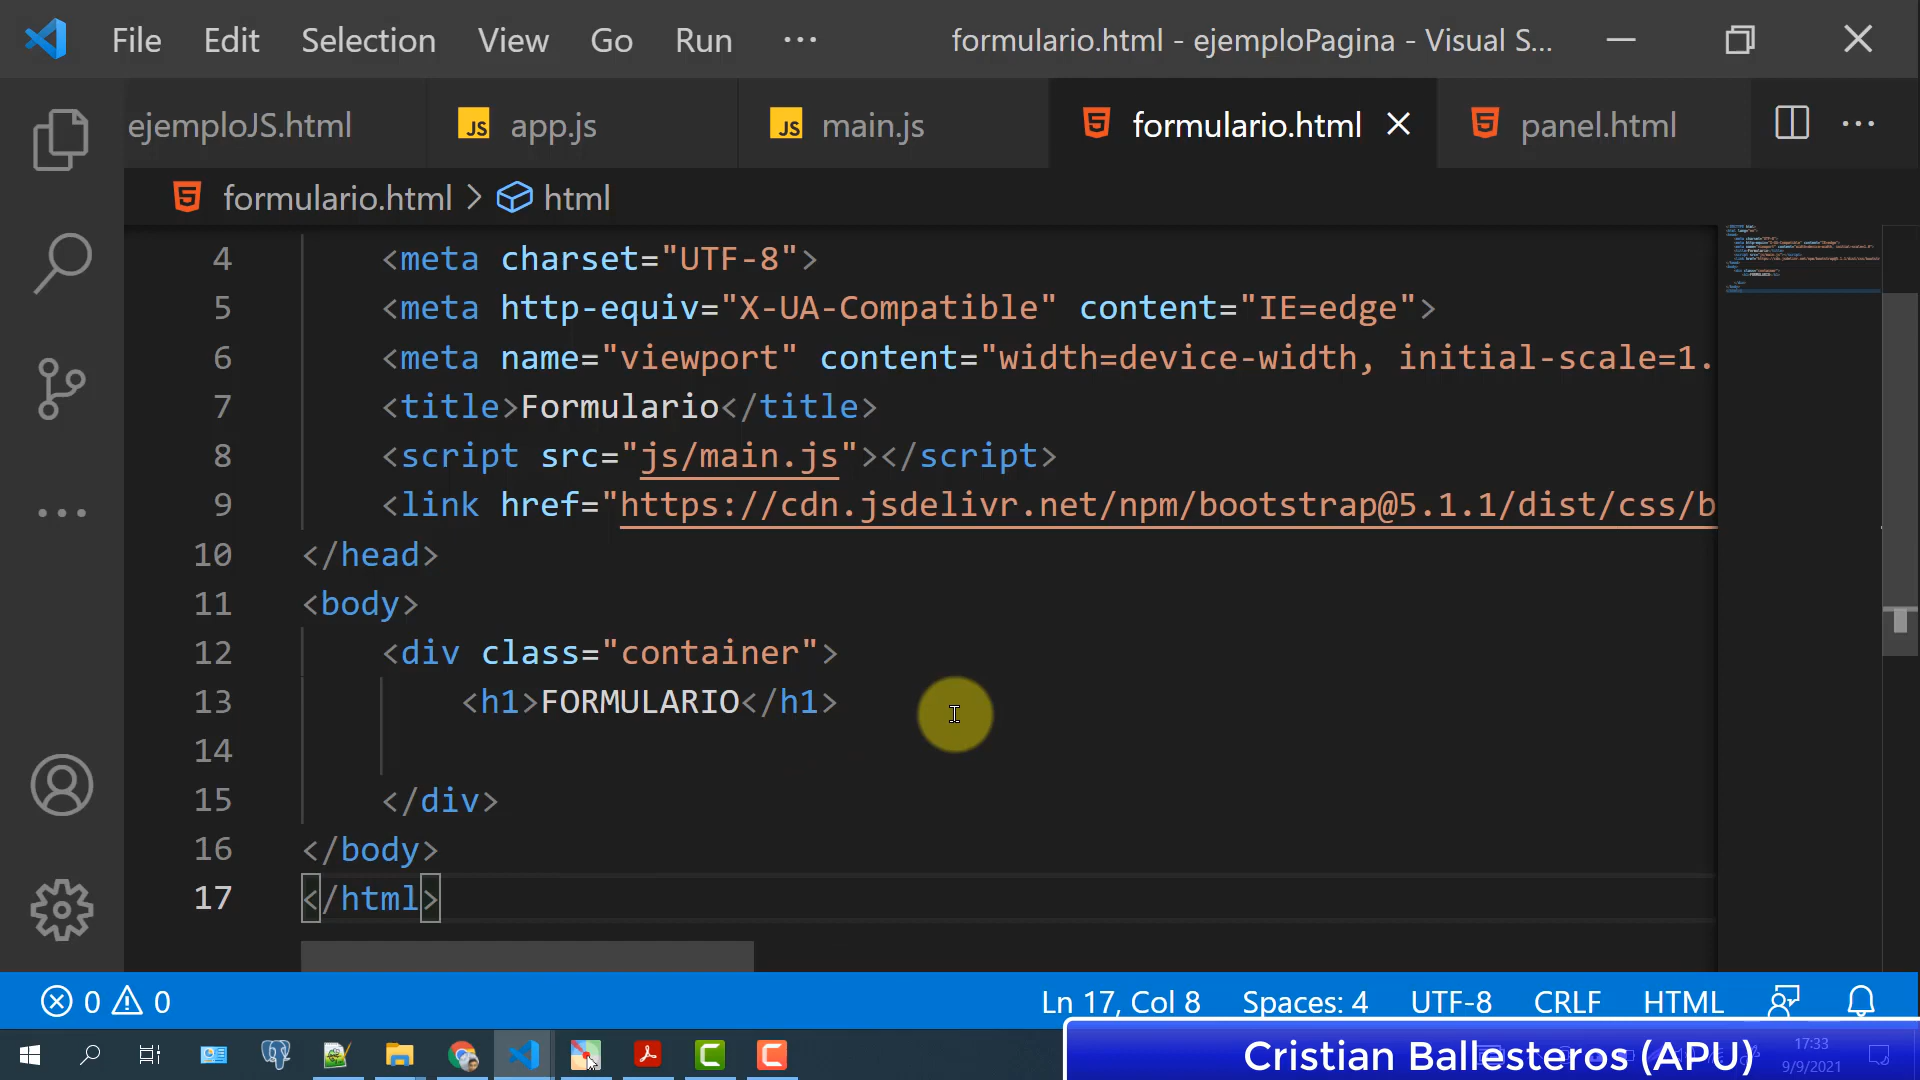 File Edit Selection View Go Run ··· formulario.html - ejemploPagina - Visual S...
ejemploJS.html JS app.js JS main.js formulario.html panel.html ···
formulario.html > html
4 <meta charset="UTF-8">
5 <meta http-equiv="X-UA-Compatible" content="IE=edge">
6 <meta name="viewport" content="width=device-width, initial-scale=1.
7 <title>Formulario</title>
8 <script src="js/main.js"></script>
9 <link href="https://cdn.jsdelivr.net/npm/bootstrap@5.1.1/dist/css/b
10 </head>
11 <body>
12 <div class="container">
13 <h1>FORMULARIO</h1>
14
15 </div>
16 </body>
17 </html>
0 0 Ln 17, Col 8 Spaces: 4 UTF-8 CRLF HTML
Cristian Ballesteros (APU)
17:33
9/9/2021